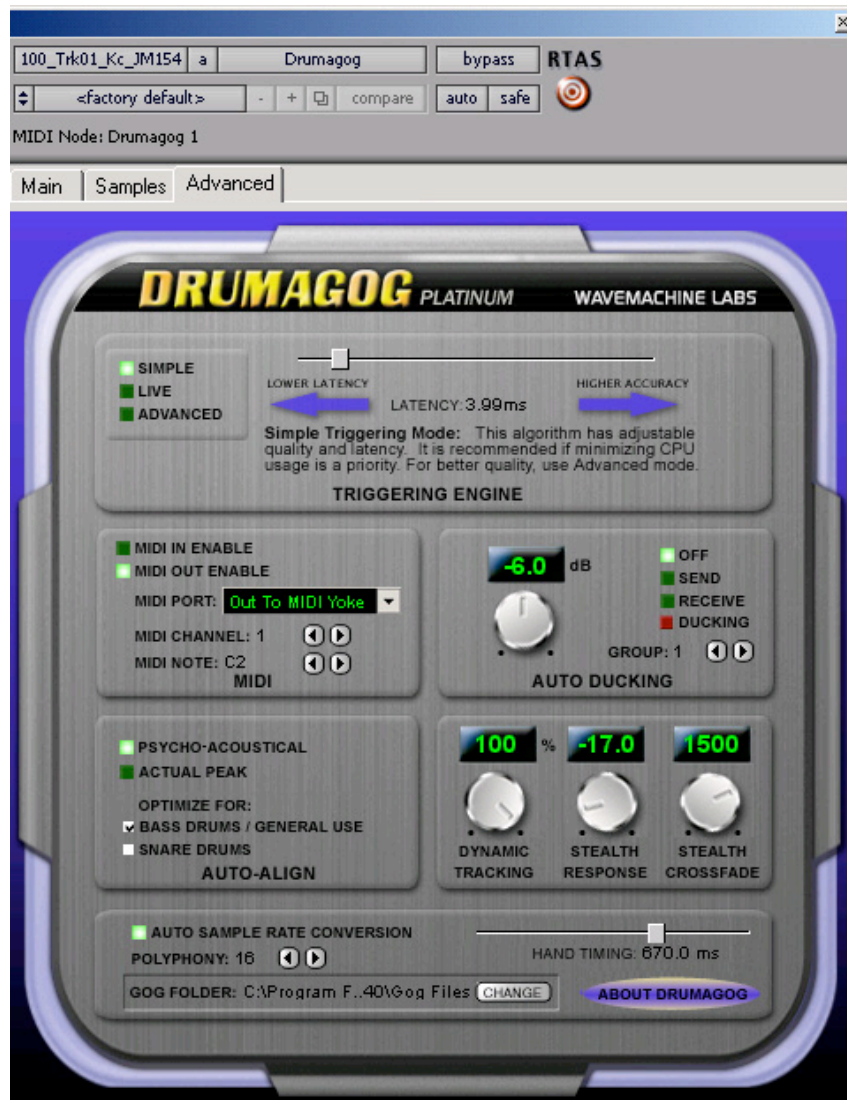 100_Trk01_Kc_JM154 a Drumagog bypass RTAS
<factory default> - + compare auto safe
MIDI Node: Drumagog 1
Main Samples Advanced
DRUMAGOG PLATINUM WAVEMACHINE LABS
SIMPLE
LIVE
ADVANCED
LOWER LATENCY HIGHER ACCURACY
LATENCY: 3.99ms
Simple Triggering Mode: This algorithm has adjustable
quality and latency. It is recommended if minimizing CPU
usage is a priority. For better quality, use Advanced mode.
TRIGGERING ENGINE
MIDI IN ENABLE
MIDI OUT ENABLE
MIDI PORT: Out To MIDI Yoke
MIDI CHANNEL: 1
MIDI NOTE: C2
MIDI
-6.0 dB
OFF
SEND
RECEIVE
DUCKING
GROUP: 1
AUTO DUCKING
PSYCHO-ACOUSTICAL
ACTUAL PEAK
OPTIMIZE FOR:
BASS DRUMS / GENERAL USE
SNARE DRUMS
AUTO-ALIGN
100 % -17.0 1500
DYNAMIC TRACKING
STEALTH RESPONSE
STEALTH CROSSFADE
AUTO SAMPLE RATE CONVERSION
POLYPHONY: 16
HAND TIMING: 670.0 ms
GOG FOLDER: C:\Program F..40\Gog Files CHANGE
ABOUT DRUMAGOG